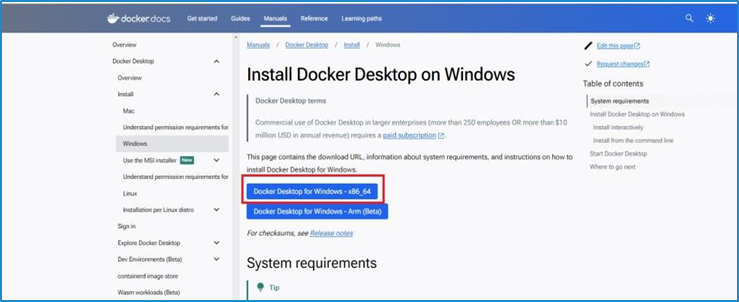 docker.docs Get started Guides Manuals Reference Learning paths
Overview
Docker Desktop
Overview
Install
Mac
Understand permission requirements for
Windows
Use the MSI installer New
Understand permission requirements for
Linux
Installation per Linux distro
Sign in
Explore Docker Desktop
Dev Environments (Beta)
containerd image store
Wasm workloads (Beta)
Manuals / Docker Desktop / Install / Windows
Install Docker Desktop on Windows
Docker Desktop terms
Commercial use of Docker Desktop in larger enterprises (more than 250 employees OR more than $10
million USD in annual revenue) requires a paid subscription.
This page contains the download URL, information about system requirements, and instructions on how to
install Docker Desktop for Windows.
Docker Desktop for Windows - x86_64
Docker Desktop for Windows - Arm (Beta)
For checksums, see Release notes
System requirements
Tip
Edit this page
Request changes
Table of contents
System requirements
Install Docker Desktop on Windows
Install interactively
Install from the command line
Start Docker Desktop
Where to go next